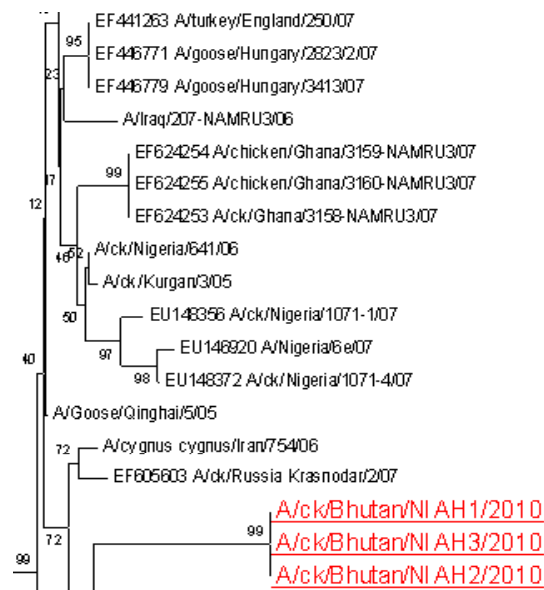 EF441263 A/turkey/England/250/07
95
EF446771 A/goose/Hungary/2823/2/07
23
EF446779 A/goose/Hungary/3413/07
A/Iraq/207-NAMRU3/06
EF624254 A/chicken/Ghana/3159-NAMRU3/07
99
EF624255 A/chicken/Ghana/3160-NAMRU3/07
12
EF624253 A/ck/Ghana/3158-NAMRU3/07
A/ck/Nigeria/641/06
46
52
A/ck/Kurgan/3/05
50
EU148356 A/ck/Nigeria/1071-1/07
97
EU146920 A/Nigeria/6e/07
40
98
EU148372 A/ck/Nigeria/1071-4/07
A/Goose/Qinghai/5/05
72
A/cygnus cygnus/Iran/754/06
EF605603 A/ck/Russia Krasnodar/2/07
A/ck/Bhutan/NIAH1/2010
99
72
A/ck/Bhutan/NIAH3/2010
99
A/ck/Bhutan/NIAH2/2010